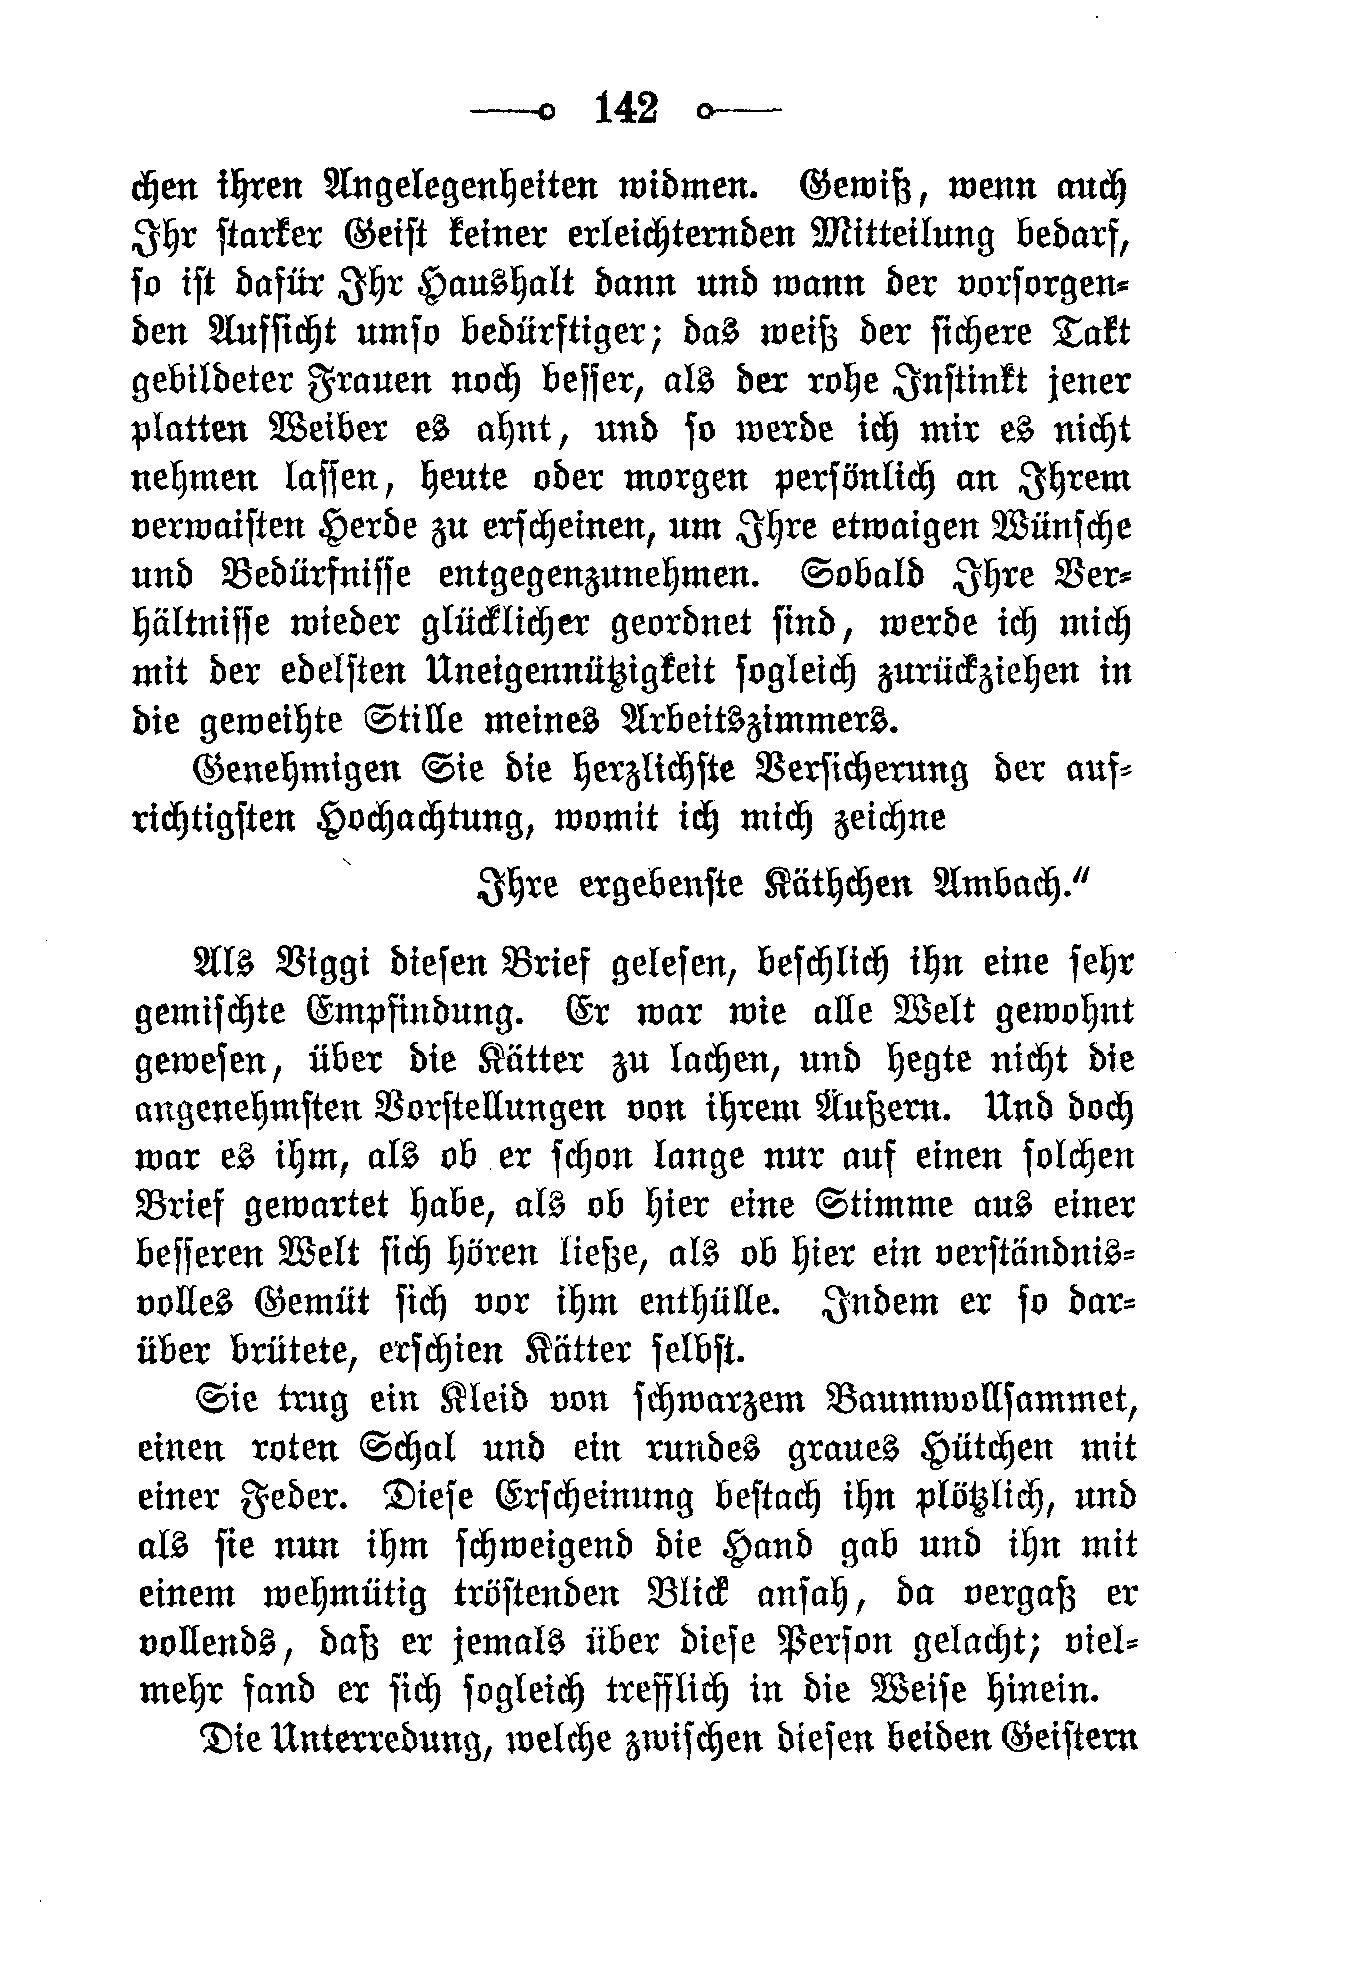 142
chen ihren Angelegenheiten widmen. Gewiß, wenn auch
Ihr starker Geist keiner erleichternden Mitteilung bedarf,
so ist dafür Ihr Haushalt dann und wann der vorsorgen-
den Aufsicht umso bedürftiger; das weiß der sichere Takt
gebildeter Frauen noch besser, als der rohe Instinkt jener
platten Weiber es ahnt, und so werde ich mir es nicht
nehmen lassen, heute oder morgen persönlich an Ihrem
verwaisten Herde zu erscheinen, um Ihre etwaigen Wünsche
und Bedürfnisse entgegenzunehmen. Sobald Ihre Ver-
hältnisse wieder glücklicher geordnet sind, werde ich mich
mit der edelsten Uneigennützigkeit sogleich zurückziehen in
die geweihte Stille meines Arbeitszimmers.
Genehmigen Sie die herzlichste Versicherung der auf-
richtigsten Hochachtung, womit ich mich zeichne
Ihre ergebenste Käthchen Ambach."
Als Viggi diesen Brief gelesen, beschlich ihn eine sehr
gemischte Empfindung. Er war wie alle Welt gewohnt
gewesen, über die Kätter zu lachen, und hegte nicht die
angenehmsten Vorstellungen von ihrem Äußern. Und doch
war es ihm, als ob er schon lange nur auf einen solchen
Brief gewartet habe, als ob hier eine Stimme aus einer
besseren Welt sich hören ließe, als ob hier ein verständnis-
volles Gemüt sich vor ihm enthülle. Indem er so dar-
über brütete, erschien Kätter selbst.
Sie trug ein Kleid von schwarzem Baumwollsammet,
einen roten Schal und ein rundes graues Hütchen mit
einer Feder. Diese Erscheinung bestach ihn plötzlich, und
als sie nun ihm schweigend die Hand gab und ihn mit
einem wehmütig tröstenden Blick ansah, da vergaß er
vollends, daß er jemals über diese Person gelacht; viel-
mehr fand er sich sogleich trefflich in die Weise hinein.
Die Unterredung, welche zwischen diesen beiden Geistern